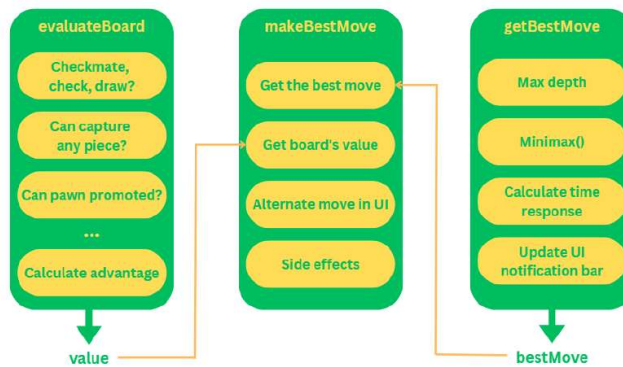 evaluateBoard
Checkmate,
check, draw?
Can capture
any piece?
Can pawn promoted?
...
Calculate advantage
value
makeBestMove
Get the best move
Get board's value
Alternate move in UI
Side effects
getBestMove
Max depth
Minimax()
Calculate time
response
Update UI
notification bar
bestMove